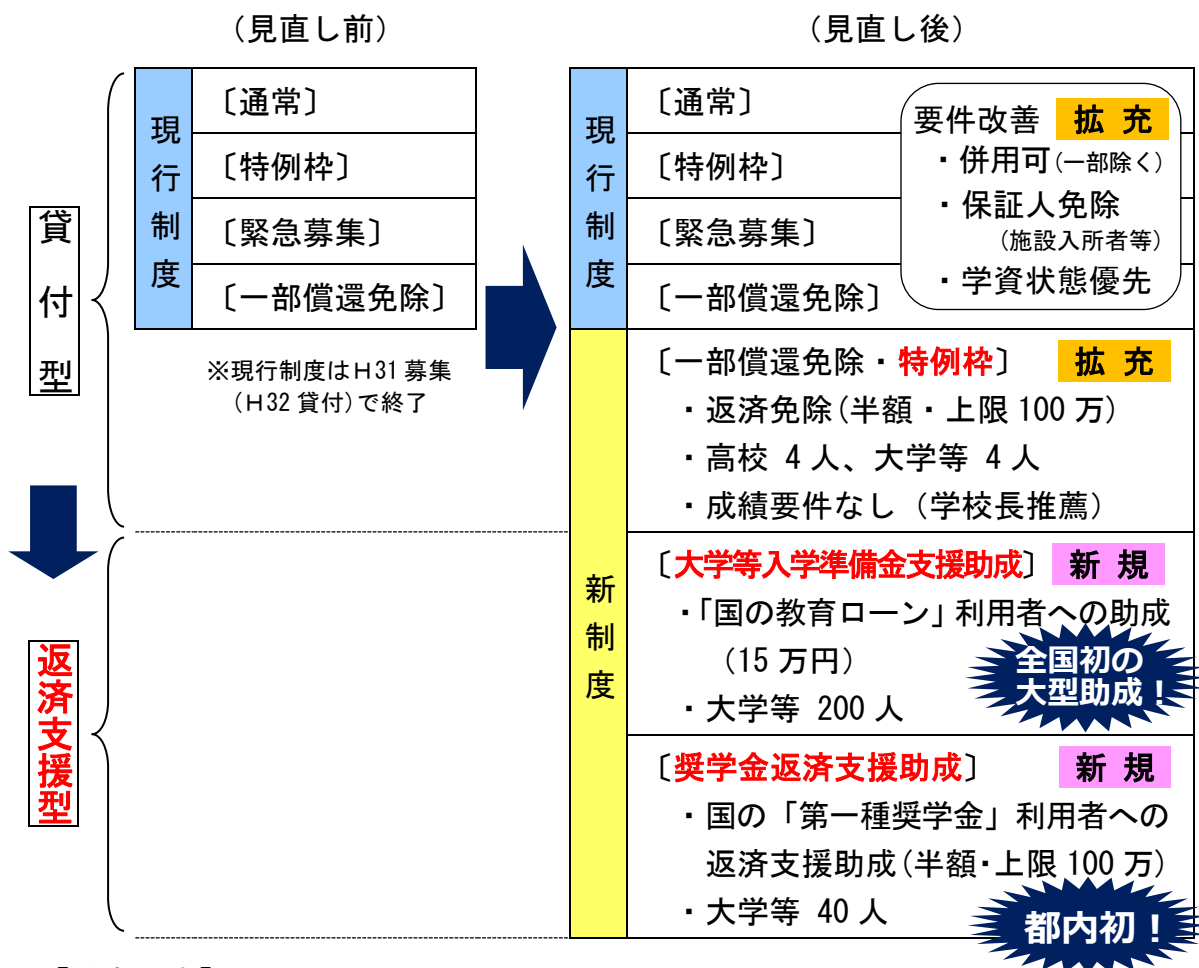 (見直し前)
(見直し後)
貸付型
現行制度
〔通常〕
〔特例枠〕
〔緊急募集〕
〔一部償還免除〕
※現行制度はH31募集
(H32貸付)で終了
現行制度
〔通常〕
〔特例枠〕
〔緊急募集〕
〔一部償還免除〕
要件改善 拡充
・併用可(一部除く)
・保証人免除
(施設入所者等)
・学資状態優先
新制度
〔一部償還免除・特例枠〕 拡充
・返済免除(半額・上限100万)
・高校 4人、大学等 4人
・成績要件なし(学校長推薦)
返済支援型
〔大学等入学準備金支援助成〕 新規
・「国の教育ローン」利用者への助成
(15万円)
・大学等 200人
全国初の
大型助成!
〔奨学金返済支援助成〕 新規
・国の「第一種奨学金」利用者への
返済支援助成(半額・上限100万)
・大学等 40人
都内初!